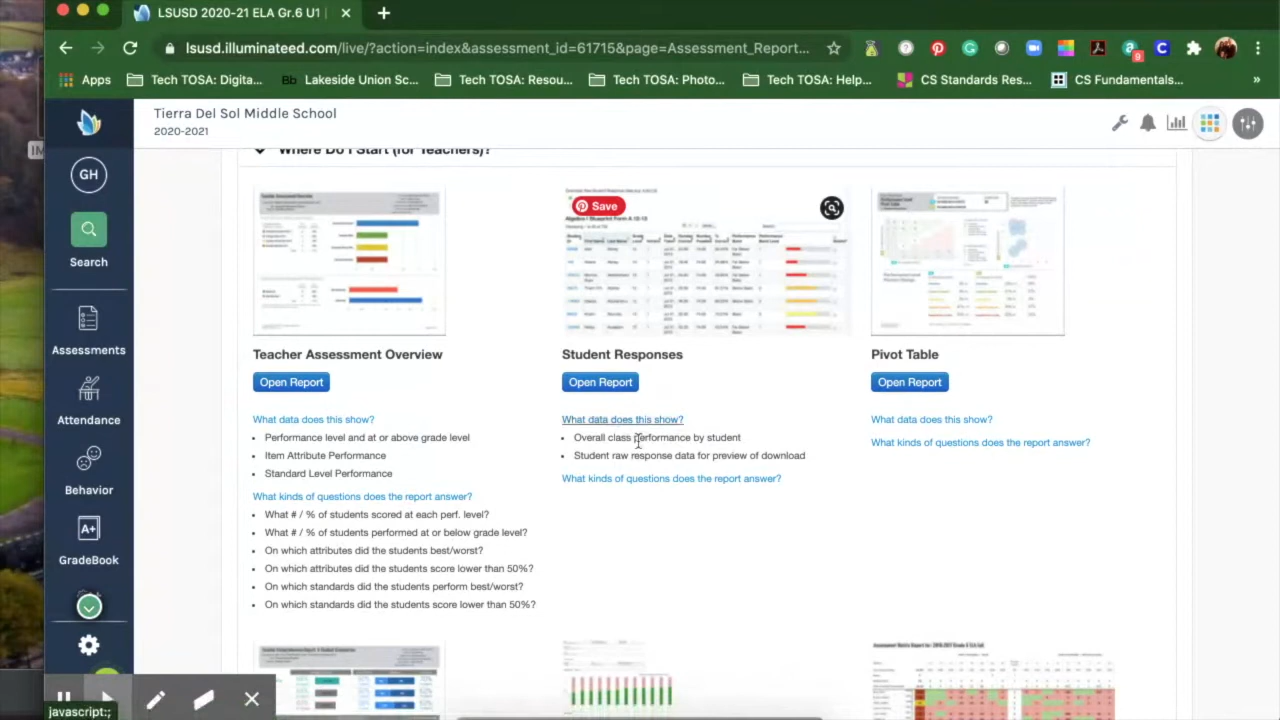 LSUSD 2020-21 ELA Gr.6 U1 |
lsusd.illuminateed.com/live/?action=index&assessment_id=61715&page=Assessment_Report...
9
Apps
Tech TOSA: Digita...
Bb Lakeside Union Sc...
Tech TOSA: Resou...
Tech TOSA: Photo...
Tech TOSA: Help...
CS Standards Res...
CS Fundamentals...
»
Tierra Del Sol Middle School
2020-2021
GH
Search
Assessments
Attendance
Behavior
A+
GradeBook
javascript:;
Where Do I Start (for Teachers)?
Save
Algebra I Blueprint Form A 12-13
Teacher Assessment Overview
Open Report
What data does this show?
• Performance level and at or above grade level
• Item Attribute Performance
• Standard Level Performance
What kinds of questions does the report answer?
• What # / % of students scored at each perf. level?
• What # / % of students performed at or below grade level?
• On which attributes did the students best/worst?
• On which attributes did the students score lower than 50%?
• On which standards did the students perform best/worst?
• On which standards did the students score lower than 50%?
Student Responses
Open Report
What data does this show?
• Overall class performance by student
• Student raw response data for preview of download
What kinds of questions does the report answer?
Pivot Table
Open Report
What data does this show?
What kinds of questions does the report answer?